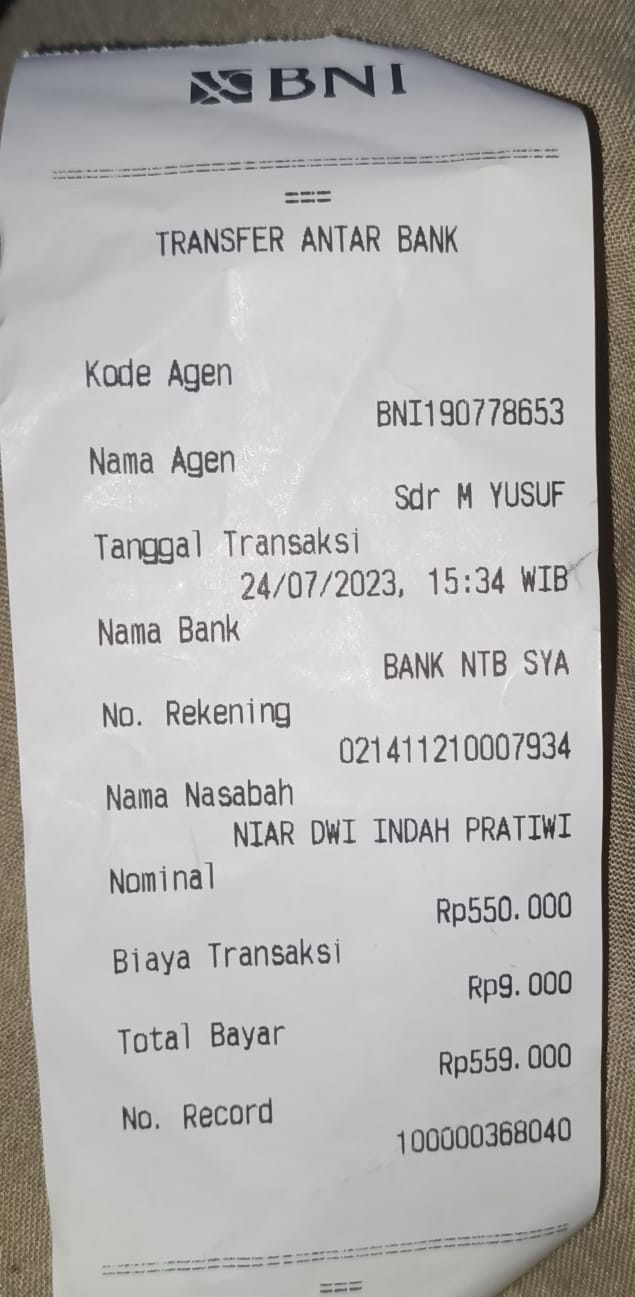 BNI
===
TRANSFER ANTAR BANK
Kode Agen
BNI190778653
Nama Agen
Sdr M YUSUF
Tanggal Transaksi
24/07/2023, 15:34 WIB
Nama Bank
BANK NTB SYA
No. Rekening
021411210007934
Nama Nasabah
NIAR DWI INDAH PRATIWI
Nominal
Rp550.000
Biaya Transaksi
Rp9.000
Total Bayar
Rp559.000
No. Record
100000368040
===